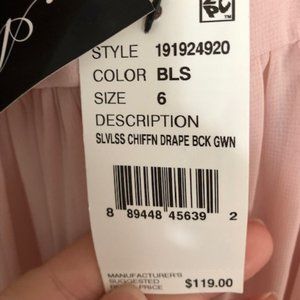 STYLE 191924920
COLOR BLS
SIZE 6
DESCRIPTION
SLVLSS CHIFFN DRAPE BCK GWN
8 89448 45639 2
MANUFACTURER'S
SUGGESTED
RETAIL PRICE $119.00